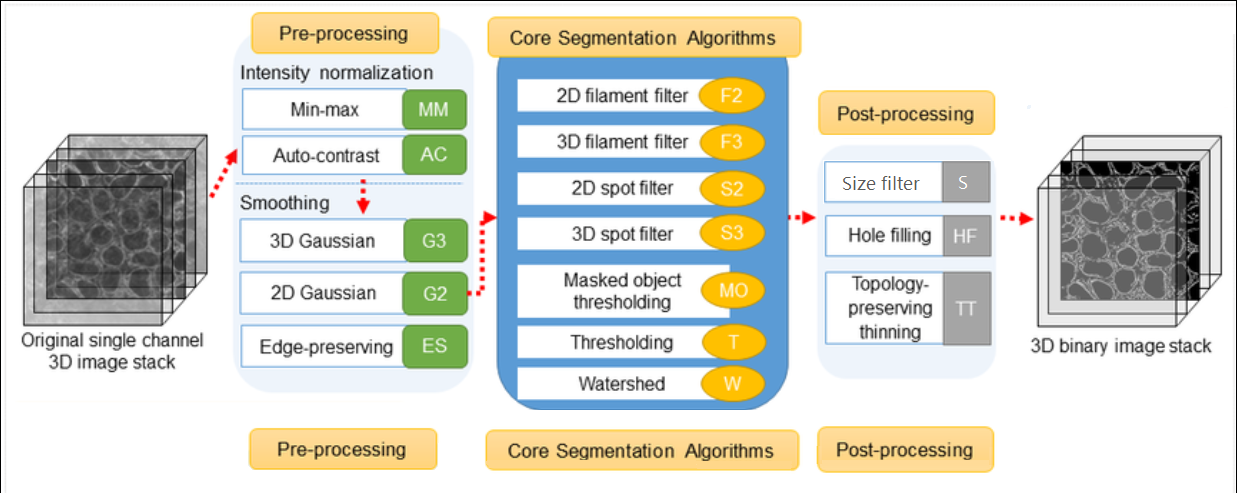 Pre-processing
Intensity normalization
Min-max MM
Auto-contrast AC
Smoothing
3D Gaussian G3
2D Gaussian G2
Edge-preserving ES
Original single channel
3D image stack
Core Segmentation Algorithms
2D filament filter F2
3D filament filter F3
2D spot filter S2
3D spot filter S3
Masked object
thresholding MO
Thresholding T
Watershed W
Post-processing
Size filter S
Hole filling HF
Topology-
preserving TT
thinning
3D binary image stack
Pre-processing
Core Segmentation Algorithms
Post-processing